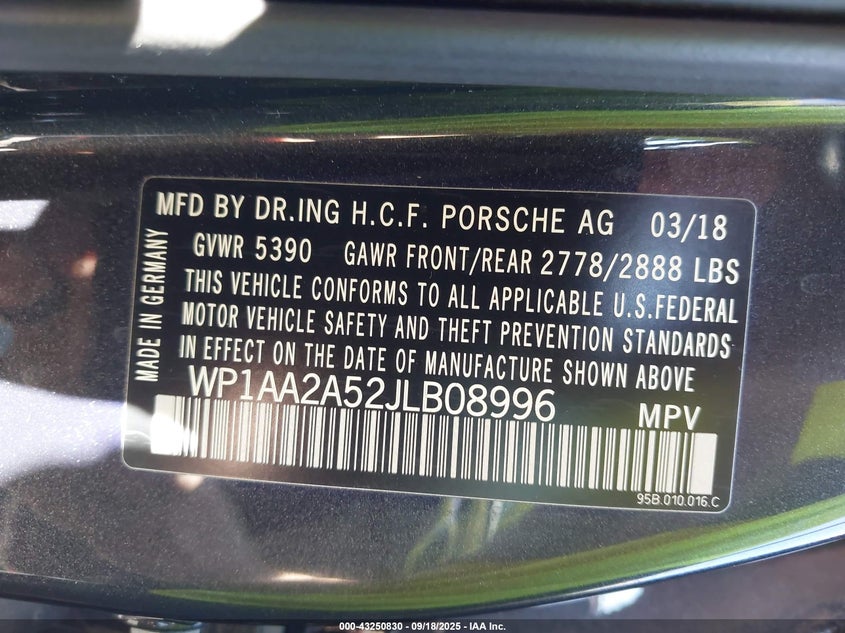 MFD BY DR.ING H.C.F. PORSCHE AG 03/18
GVWR 5390 GAWR FRONT/REAR 2778/2888 LBS
THIS VEHICLE CONFORMS TO ALL APPLICABLE U.S.FEDERAL
MOTOR VEHICLE SAFETY AND THEFT PREVENTION STANDARDS
IN EFFECT ON THE DATE OF MANUFACTURE SHOWN ABOVE
WP1AA2A52JLB08996 MPV
95B.010.016.C
MADE IN GERMANY
000-43250830 - 09/18/2025 - IAA Inc.